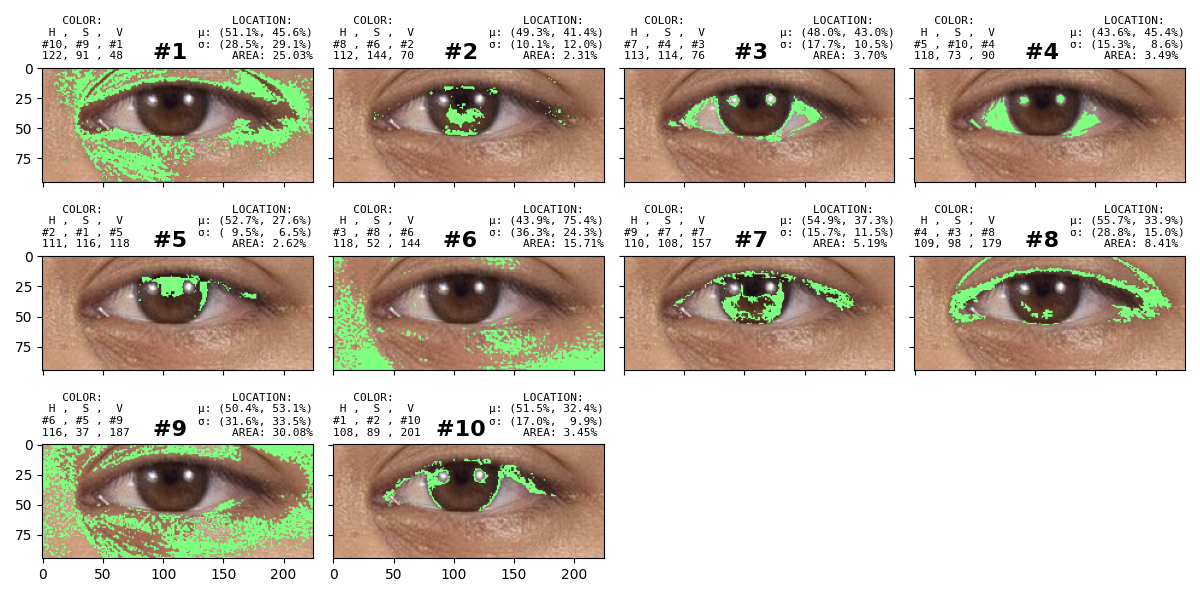 COLOR: LOCATION:
H , S , V μ: (51.1%, 45.6%)
#10, #9 , #1 #1 σ: (28.5%, 29.1%)
122, 91 , 48 AREA: 25.03%
COLOR: LOCATION:
H , S , V μ: (49.3%, 41.4%)
#8 , #6 , #2 #2 σ: (10.1%, 12.0%)
112, 144, 70 AREA: 2.31%
COLOR: LOCATION:
H , S , V μ: (48.0%, 43.0%)
#7 , #4 , #3 #3 σ: (17.7%, 10.5%)
113, 114, 76 AREA: 3.70%
COLOR: LOCATION:
H , S , V μ: (43.6%, 45.4%)
#5 , #10, #4 #4 σ: (15.3%, 8.6%)
118, 73 , 90 AREA: 3.49%
0
25
50
75
COLOR: LOCATION:
H , S , V μ: (52.7%, 27.6%)
#2 , #1 , #5 #5 σ: ( 9.5%, 6.5%)
111, 116, 118 AREA: 2.62%
COLOR: LOCATION:
H , S , V μ: (43.9%, 75.4%)
#3 , #8 , #6 #6 σ: (36.3%, 24.3%)
118, 52 , 144 AREA: 15.71%
COLOR: LOCATION:
H , S , V μ: (54.9%, 37.3%)
#9 , #7 , #7 #7 σ: (15.7%, 11.5%)
110, 108, 157 AREA: 5.19%
COLOR: LOCATION:
H , S , V μ: (55.7%, 33.9%)
#4 , #3 , #8 #8 σ: (28.8%, 15.0%)
109, 98 , 179 AREA: 8.41%
0
25
50
75
COLOR: LOCATION:
H , S , V μ: (50.4%, 53.1%)
#6 , #5 , #9 #9 σ: (31.6%, 33.5%)
116, 37 , 187 AREA: 30.08%
COLOR: LOCATION:
H , S , V μ: (51.5%, 32.4%)
#1 , #2 , #10 #10 σ: (17.0%, 9.9%)
108, 89 , 201 AREA: 3.45%
0
25
50
75
0 50 100 150 200
0 50 100 150 200